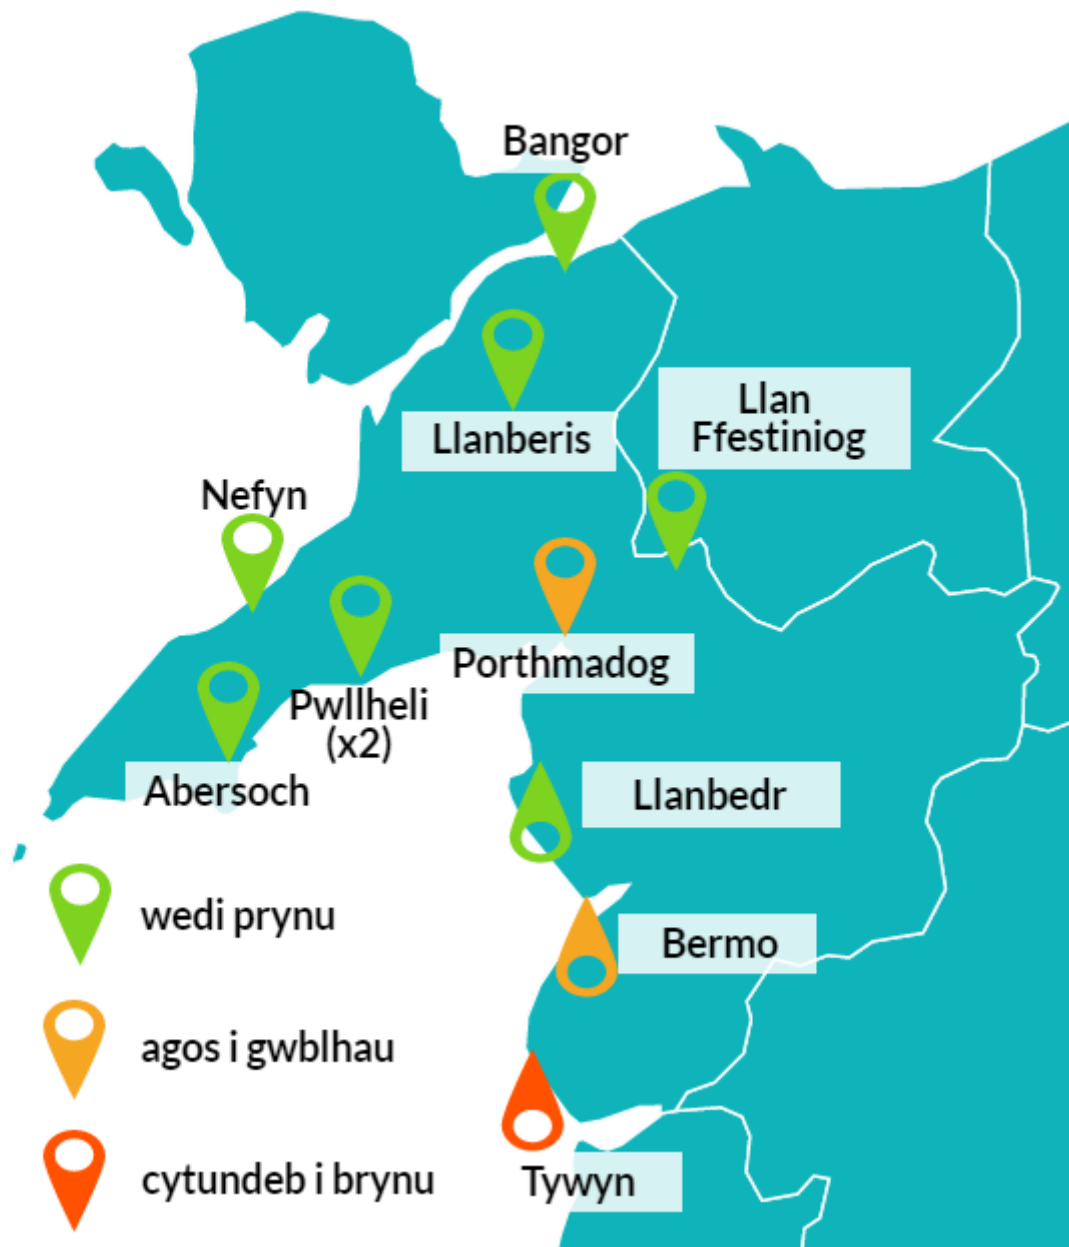 Bangor
Llanberis
Llan
Ffestiniog
Nefyn
Porthmadog
Pwllheli
(x2)
Abersoch
Llanbedr
wedi prynu
Bermo
agos i gwblhau
cytundeb i brynu
Tywyn